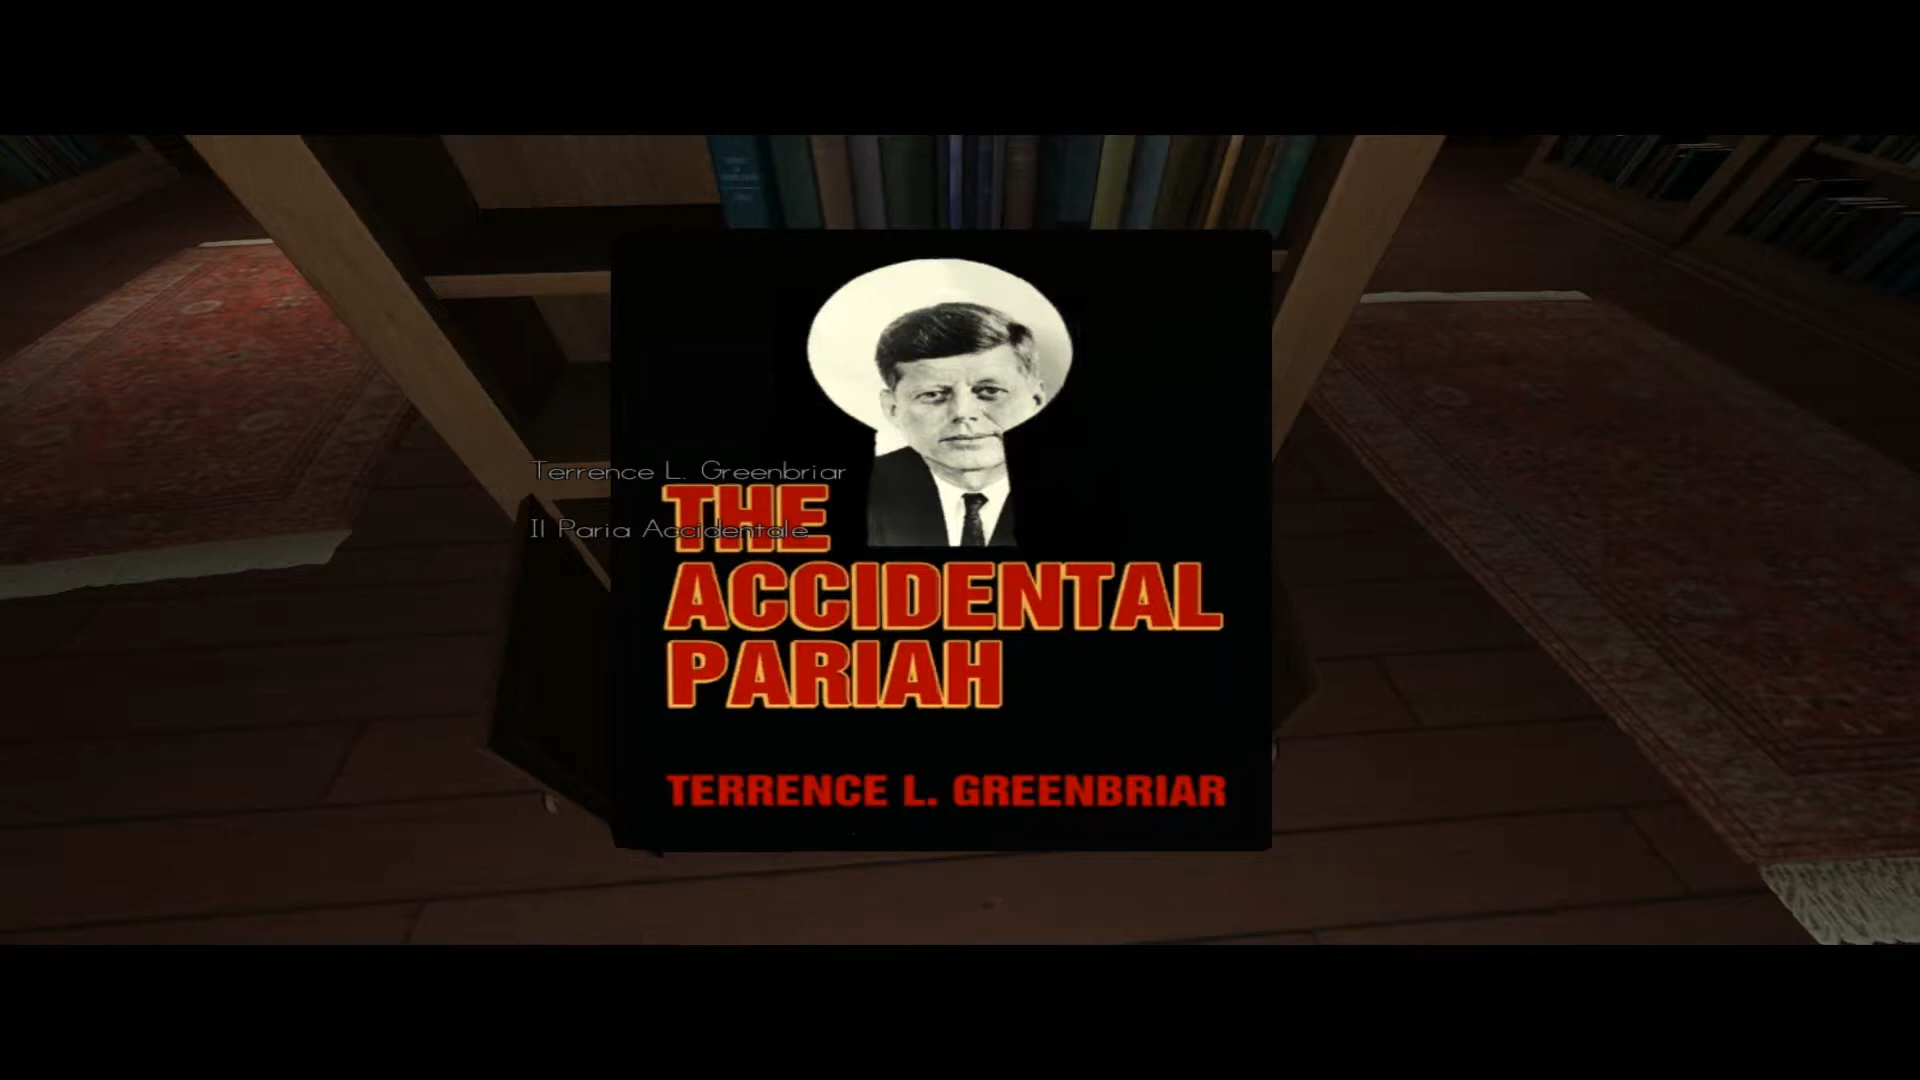 Terrence L. Greenbriar
Il Paria Accidentale
THE
ACCIDENTAL
PARIAH
TERRENCE L. GREENBRIAR